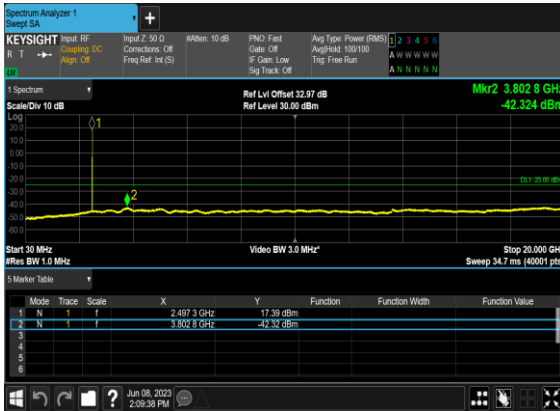 Spectrum Analyzer 1
Swept SA
+
KEYSIGHT Input: RF Input Z: 50 Ω #Atten: 10 dB PNO: Fast Avg Type: Power (RMS) 1 2 3 4 5 6
R T Coupling: DC Corrections: Off Gate: Off Avg|Hold: 100/100 A W W W W W
Align: Off Freq Ref: Int (S) IF Gain: Low Trig: Free Run
Sig Track: Off A N N N N N
1 Spectrum
Ref Lvl Offset 32.97 dB Mkr2 3.802 8 GHz
Scale/Div 10 dB Ref Level 30.00 dBm -42.324 dBm
Log
20.0
10.0
0.00
-10.0
-20.0
-30.0
-40.0
-50.0
-60.0
1
2
DL1 -25.00 dBm
Start 30 MHz Video BW 3.0 MHz* Stop 20.000 GHz
#Res BW 1.0 MHz Sweep 34.7 ms (40001 pts)
5 Marker Table
Mode Trace Scale X Y Function Function Width Function Value
1 N 1 f 2.497 3 GHz 17.39 dBm
2 N 1 f 3.802 8 GHz -42.32 dBm
3
4
5
6
?
Jun 08, 2023
2:09:38 PM